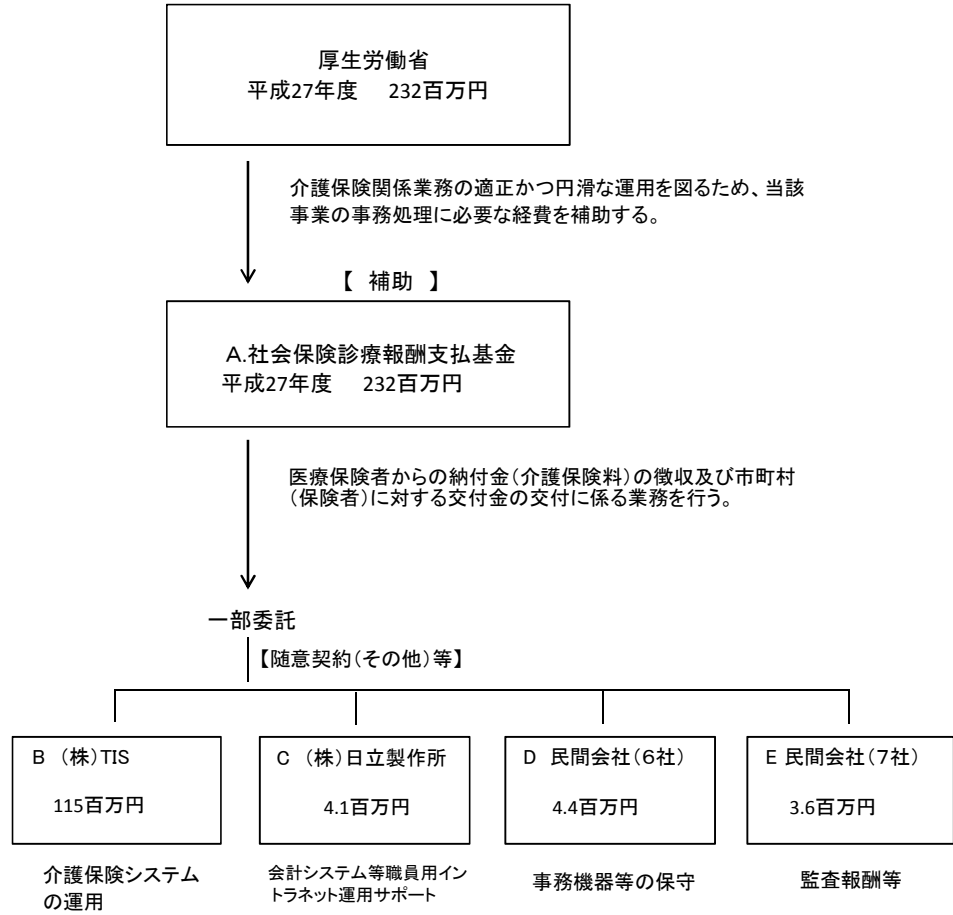 厚生労働省
平成27年度　232百万円
介護保険関係業務の適正かつ円滑な運用を図るため、当該
事業の事務処理に必要な経費を補助する。
【 補助 】
A.社会保険診療報酬支払基金
平成27年度　232百万円
医療保険者からの納付金（介護保険料）の徴収及び市町村
（保険者）に対する交付金の交付に係る業務を行う。
一部委託
【随意契約（その他）等】
B （株）TIS
115百万円
介護保険システム
の運用
C （株）日立製作所
4.1百万円
会計システム等職員用イン
トラネット運用サポート
D 民間会社（6社）
4.4百万円
事務機器等の保守
E 民間会社（7社）
3.6百万円
監査報酬等